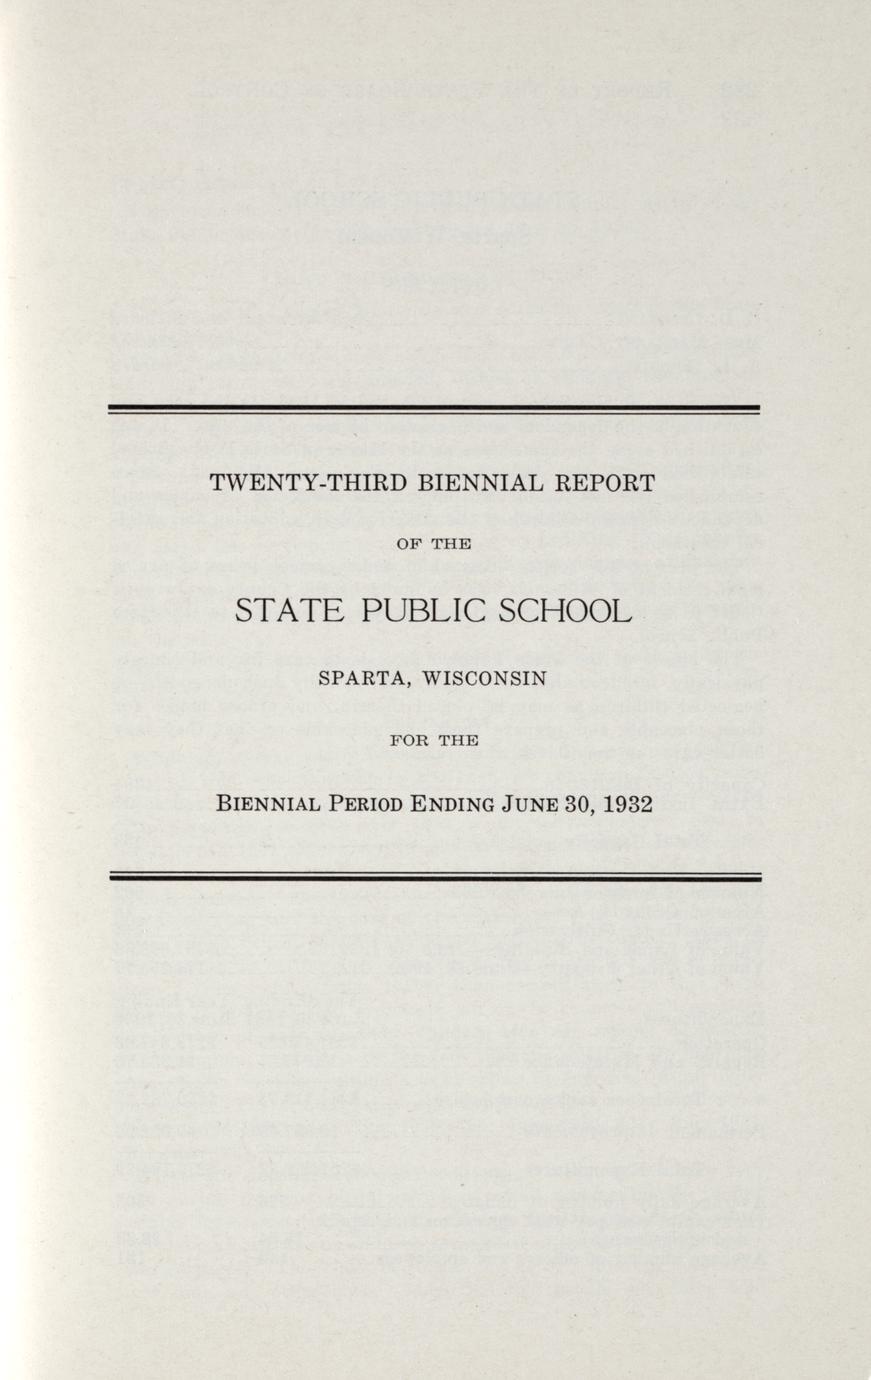 TWENTY-THIRD BIENNIAL REPORT
OF THE
STATE PUBLIC SCHOOL
SPARTA, WISCONSIN
FOR THE
BIENNIAL PERIOD ENDING JUNE 30, 1932